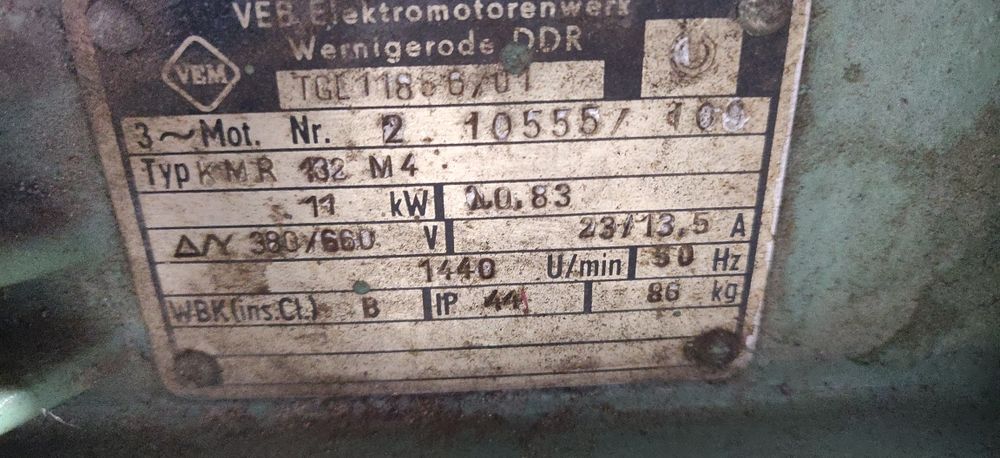 VEB Elektromotorenwerk
Wernigerode DDR
VEM
TGL 11866/01
3~Mot. Nr. 2 10555/ 100
Typ KMR 132 M4
11 kW λ 0.83
Δ/Y 380/660 V 23/13,5 A
1440 U/min 50 Hz
WBK(ins.Cl.) B IP 44 86 kg